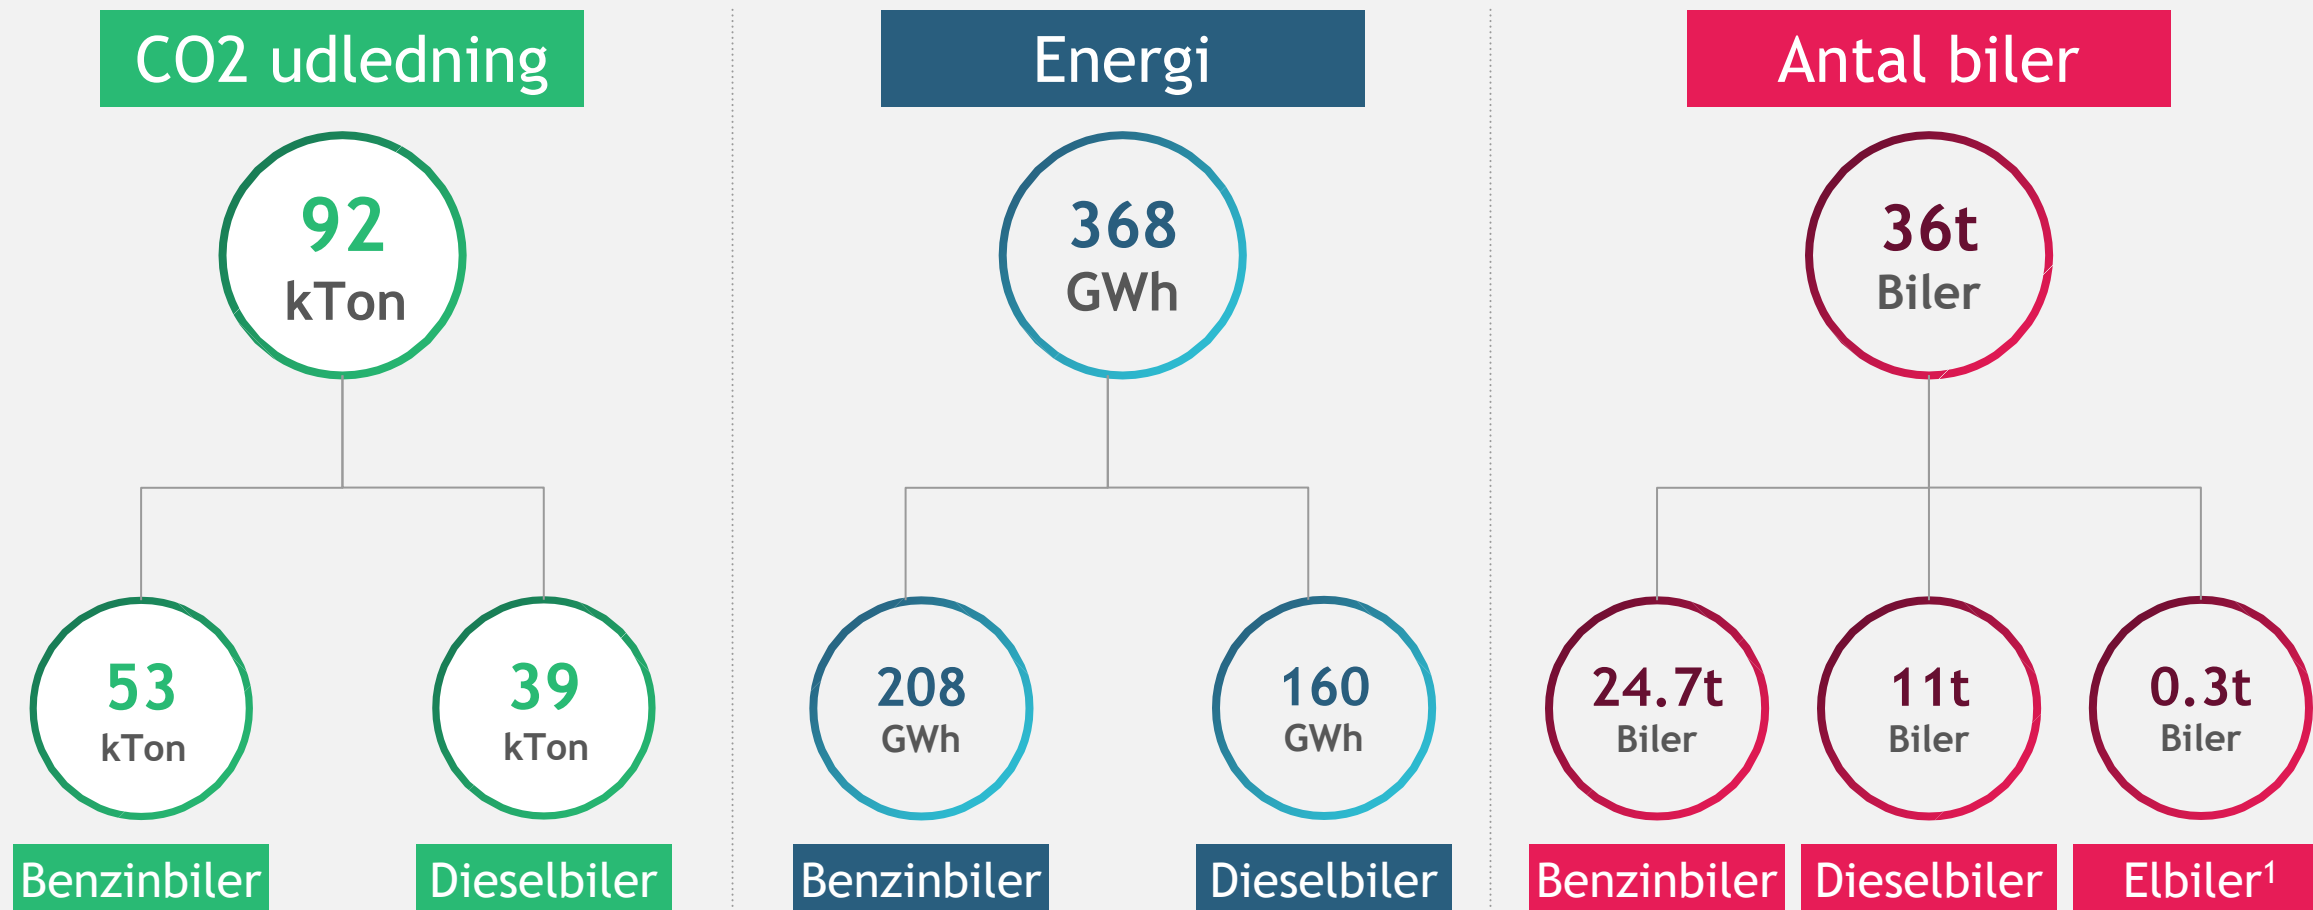 CO2 udledning
92
kTon
53
kTon
Benzinbiler
39
kTon
Dieselbiler
Energi
368
GWh
208
GWh
Benzinbiler
160
GWh
Dieselbiler
Antal biler
36t
Biler
24.7t
Biler
Benzinbiler
11t
Biler
Dieselbiler
0.3t
Biler
Elbiler¹